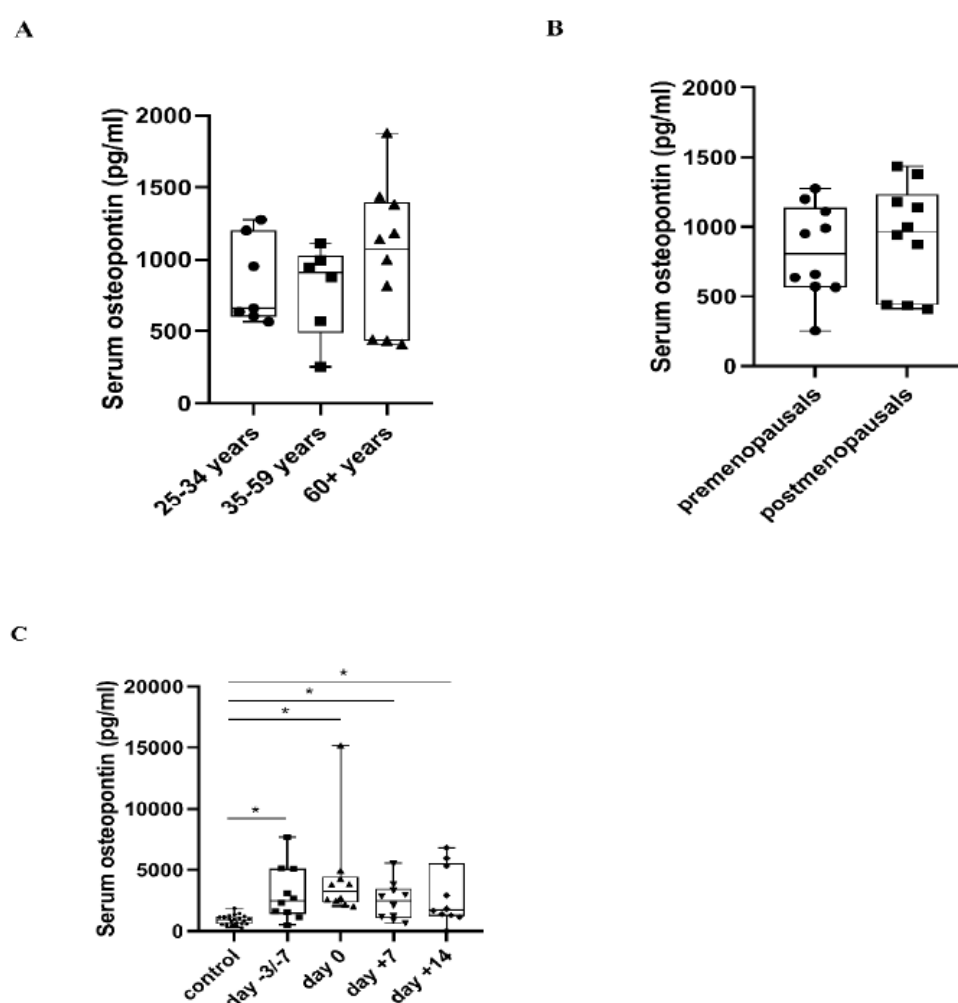 A
B
Serum osteopontin (pg/ml)
2000
1500
1000
500
0
25-34 years
35-59 years
60+ years
Serum osteopontin (pg/ml)
2000
1500
1000
500
0
premenopausals
postmenopausals
C
Serum osteopontin (pg/ml)
20000
15000
10000
5000
0
*
*
*
*
control
day -3/-7
day 0
day +7
day +14